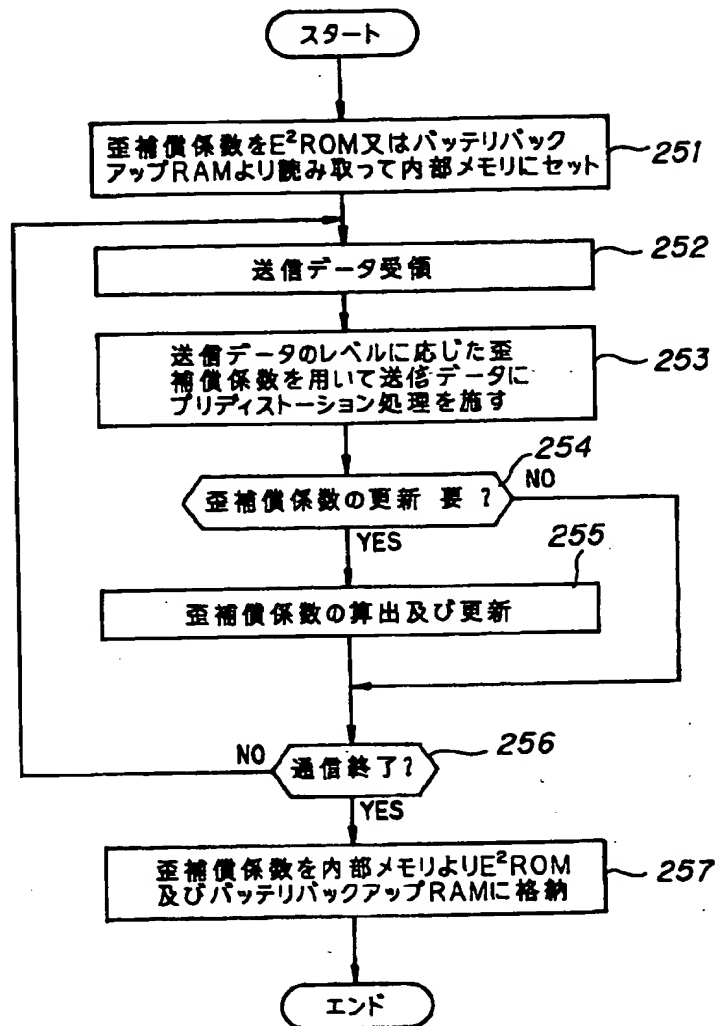 スタート
歪補償係数をE²ROM又はバッテリバック
アップRAMより読み取って内部メモリにセット
251
送信データ受領
252
送信データのレベルに応じた歪
補償係数を用いて送信データに
プリディストーション処理を施す
253
254
歪補償係数の更新 要?
NO
YES
255
歪補償係数の算出及び更新
NO
通信終了?
256
YES
歪補償係数を内部メモリよりE²ROM
及びバッテリバックアップRAMに格納
257
エンド